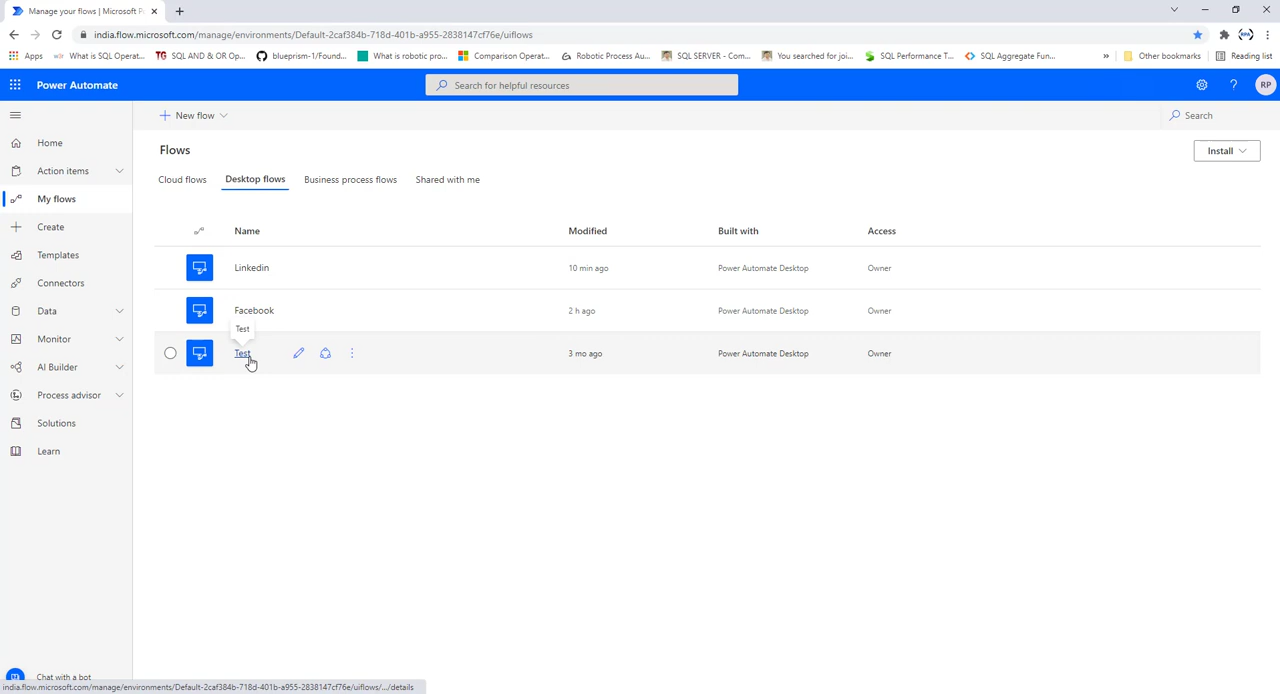 Manage your flows | Microsoft P
india.flow.microsoft.com/manage/environments/Default-2caf384b-718d-401b-a955-2838147cf76e/uiflows
Apps What is SQL Operat... TG SQL AND & OR Op... blueprism-1/Found... What is robotic pro... Comparison Operat... Robotic Process Au... SQL SERVER - Com... You searched for joi... SQL Performance T... SQL Aggregate Fun... » Other bookmarks Reading list
Power Automate
Search for helpful resources
? RP
New flow
Search
Flows
Install
Cloud flows Desktop flows Business process flows Shared with me
Home
Action items
My flows
Create
Templates
Connectors
Data
Monitor
AI Builder
Process advisor
Solutions
Learn
Name Modified Built with Access
Linkedin 10 min ago Power Automate Desktop Owner
Facebook 2 h ago Power Automate Desktop Owner
Test
Test 3 mo ago Power Automate Desktop Owner
Chat with a bot
india.flow.microsoft.com/manage/environments/Default-2caf384b-718d-401b-a955-2838147cf76e/uiflows/.../details